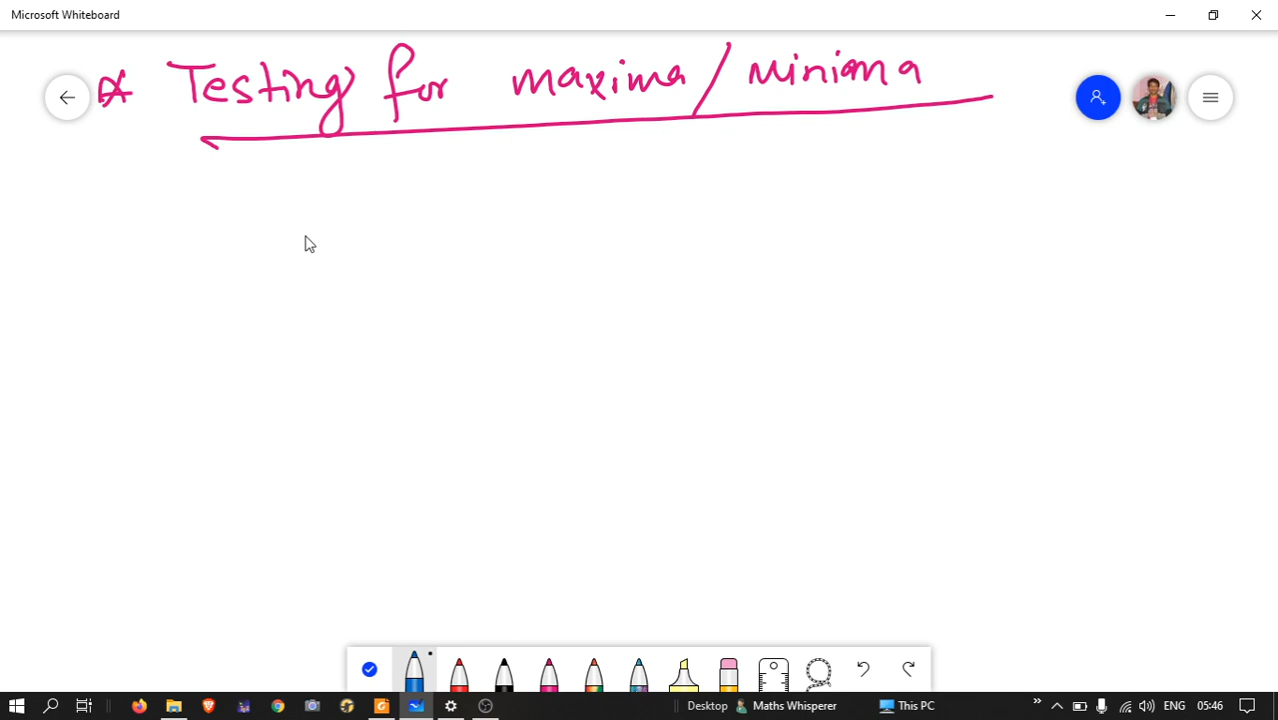 Microsoft Whiteboard
* Testing for maxima / minima
Desktop
Maths Whisperer
This PC
ENG
05:46